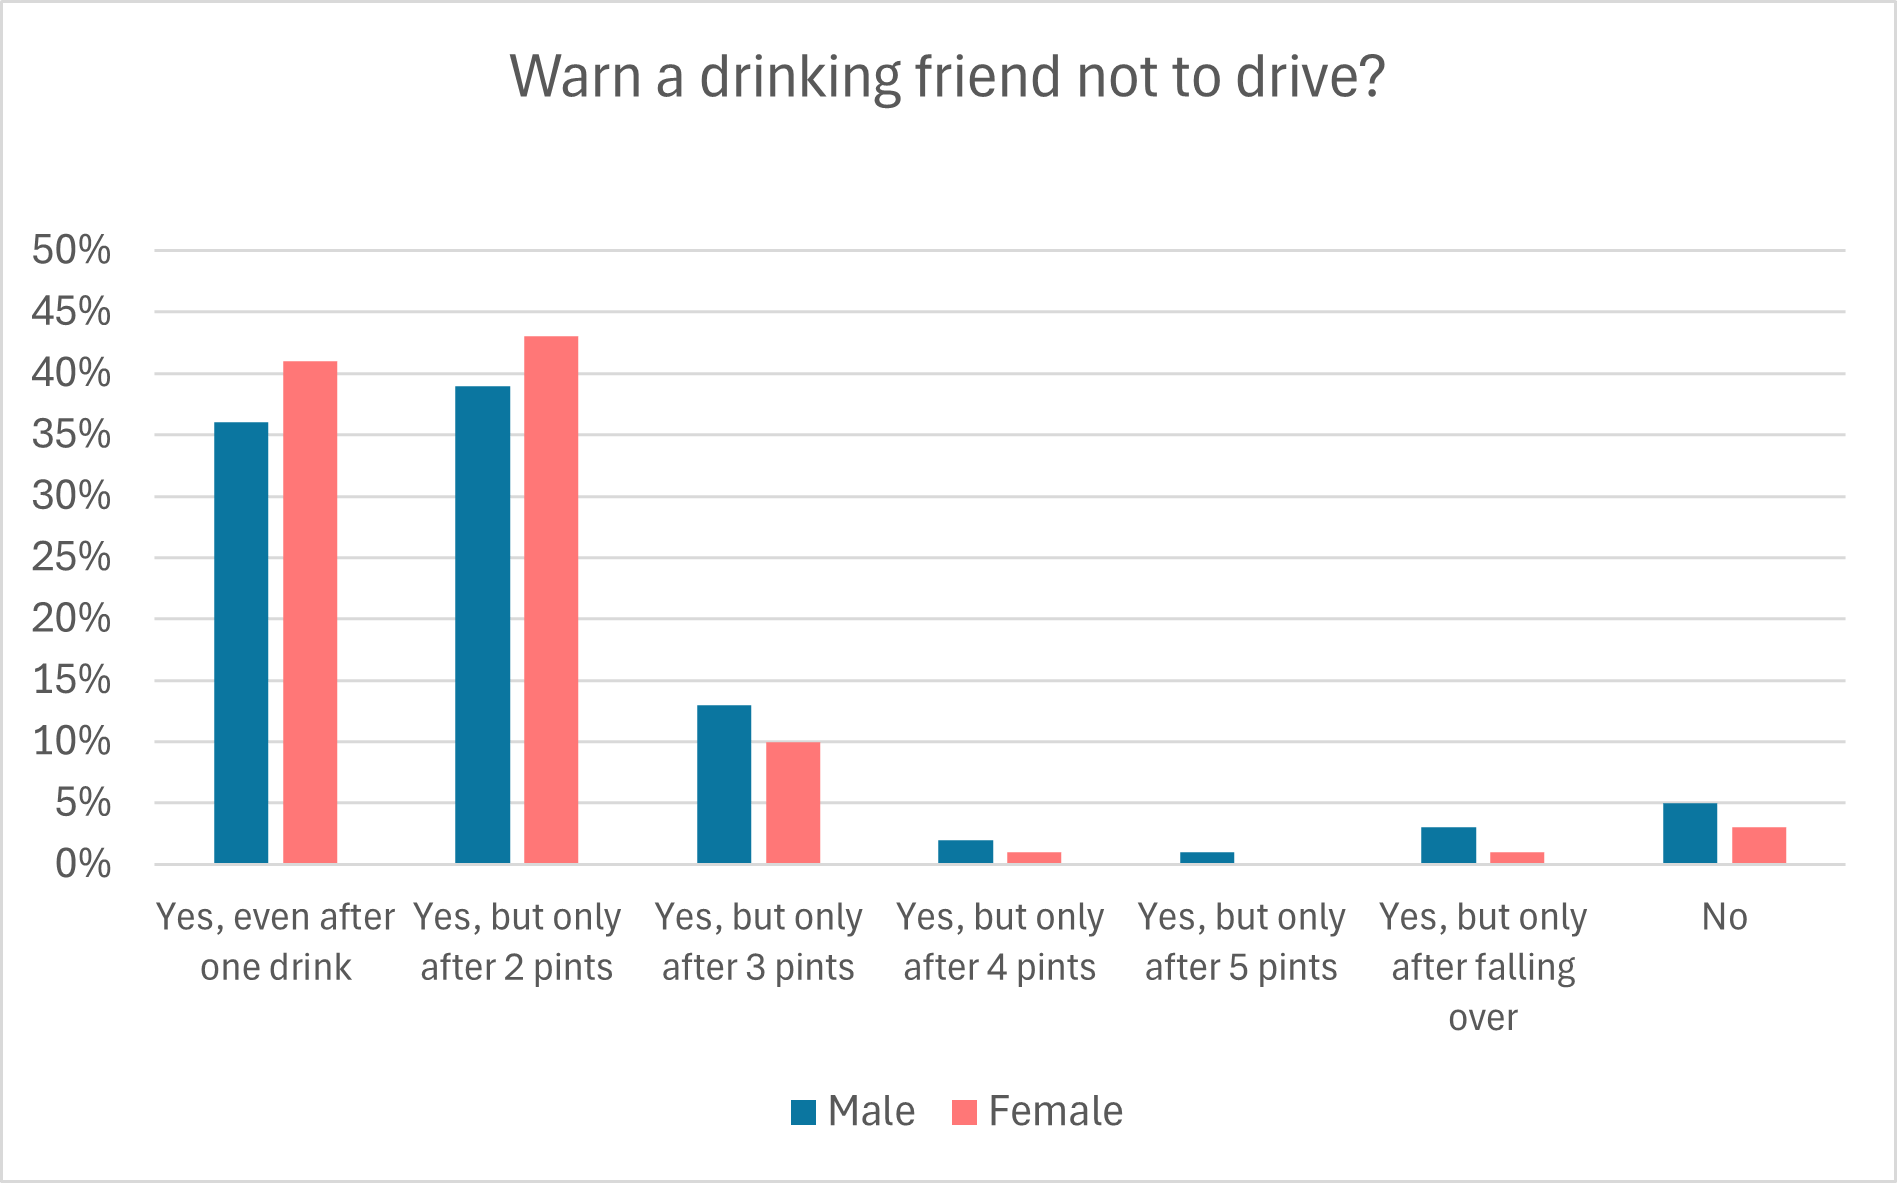 Warn a drinking friend not to drive?
50%
45%
40%
35%
30%
25%
20%
15%
10%
5%
0%
Yes, even after
one drink
Yes, but only
after 2 pints
Yes, but only
after 3 pints
Yes, but only
after 4 pints
Yes, but only
after 5 pints
Yes, but only
after falling
over
No
Male
Female